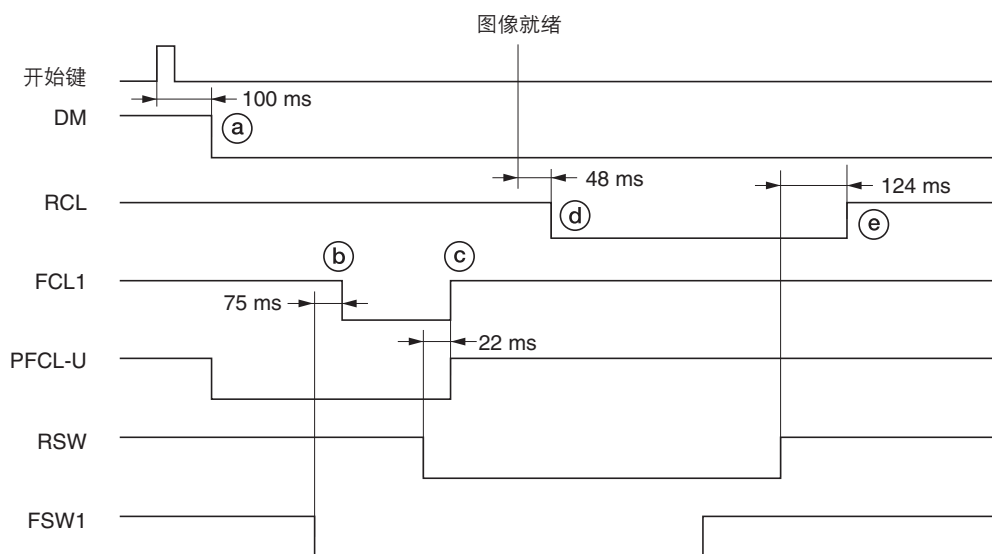 图像就绪
开始键
100 ms
DM
a
48 ms
124 ms
RCL
d
e
b
c
FCL1
75 ms
22 ms
PFCL-U
RSW
FSW1